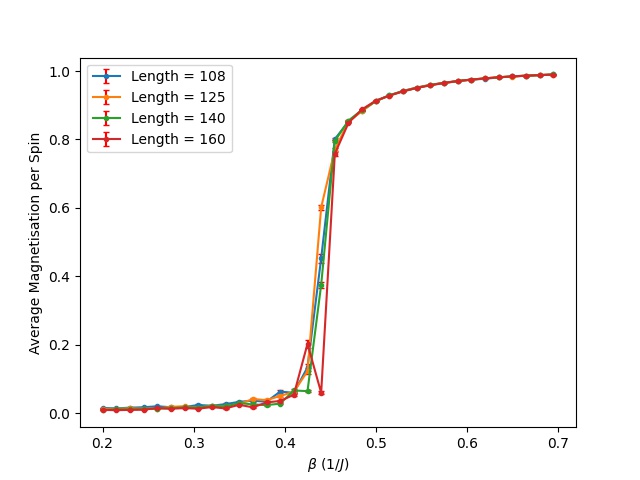 Length = 108
Length = 125
Length = 140
Length = 160
Average Magnetisation per Spin
1.0
0.8
0.6
0.4
0.2
0.0
0.2 0.3 0.4 0.5 0.6 0.7
β (1/J)